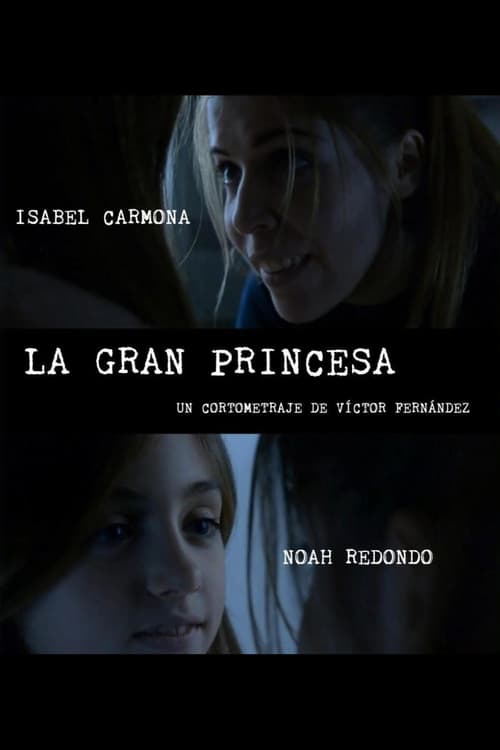 ISABEL CARMONA
LA GRAN PRINCESA
UN CORTOMETRAJE DE VÍCTOR FERNÁNDEZ
NOAH REDONDO